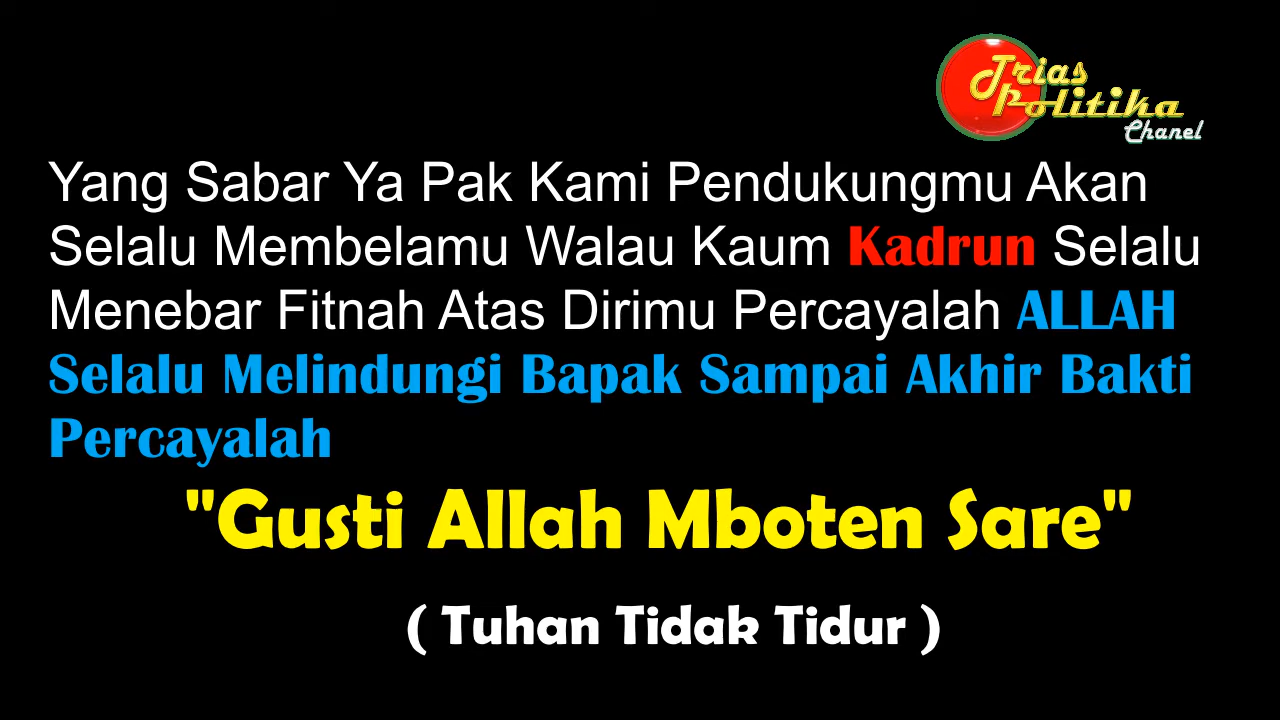 Trias
Politika
Chanel
Yang Sabar Ya Pak Kami Pendukungmu Akan
Selalu Membelamu Walau Kaum Kadrun Selalu
Menebar Fitnah Atas Dirimu Percayalah ALLAH
Selalu Melindungi Bapak Sampai Akhir Bakti
Percayalah
"Gusti Allah Mboten Sare"
( Tuhan Tidak Tidur )